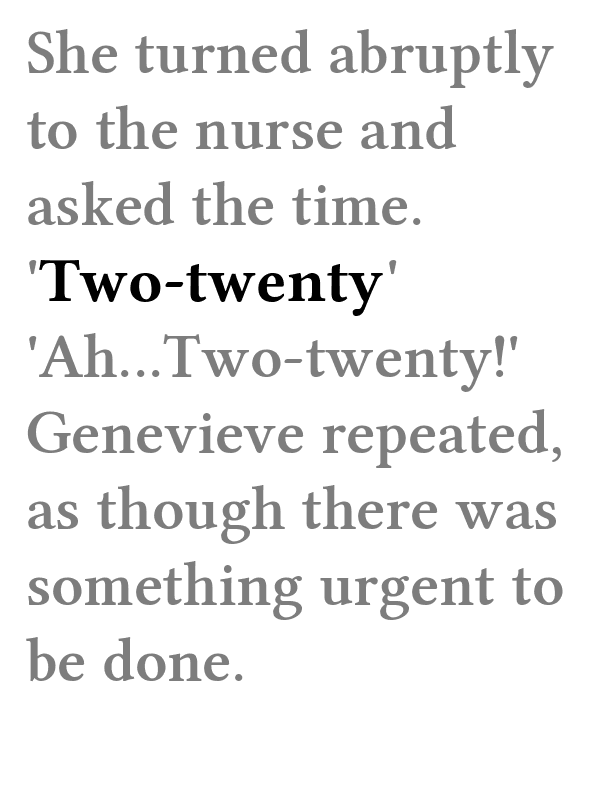 She turned abruptly
to the nurse and
asked the time.
'Two-twenty'
'Ah...Two-twenty!'
Genevieve repeated,
as though there was
something urgent to
be done.